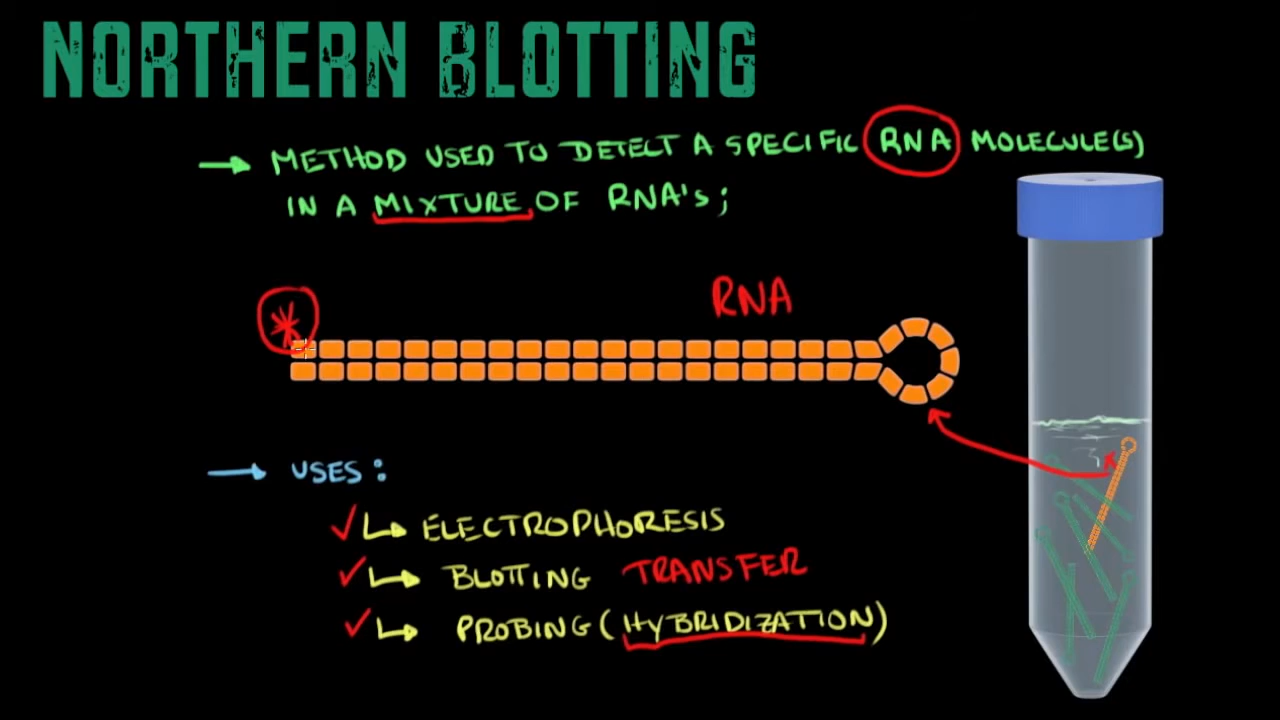 NORTHERN BLOTTING
→ METHOD USED TO DETECT A SPECIFIC RNA MOLECULE(S)
IN A MIXTURE OF RNA'S;
* RNA
→ USES:
✓ ↳ ELECTROPHORESIS
✓ ↳ BLOTTING TRANSFER
✓ ↳ PROBING (HYBRIDIZATION)